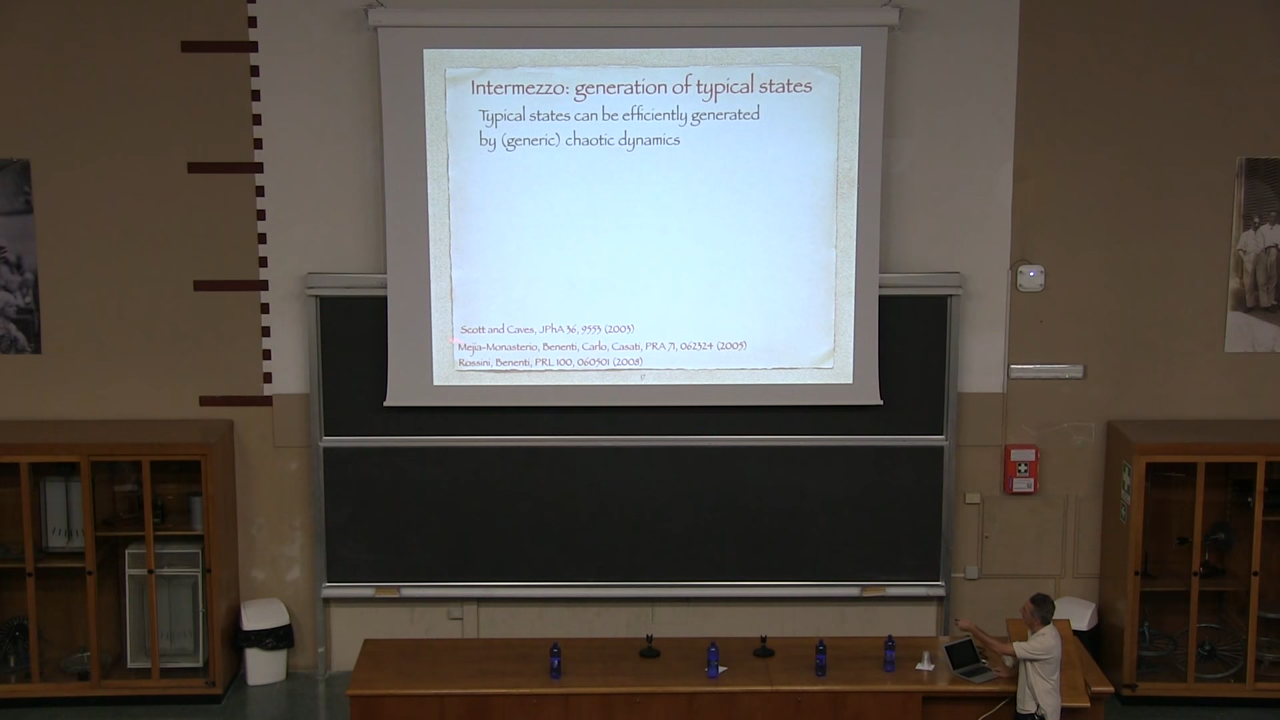 Intermezzo: generation of typical states
Typical states can be efficiently generated
by (generic) chaotic dynamics
Scott and Caves, JPhA 36, 9553 (2003)
Mejia-Monasterio, Benenti, Carlo, Casati, PRA 71, 062324 (2005)
Rossini, Benenti, PRL 100, 060501 (2008)
17